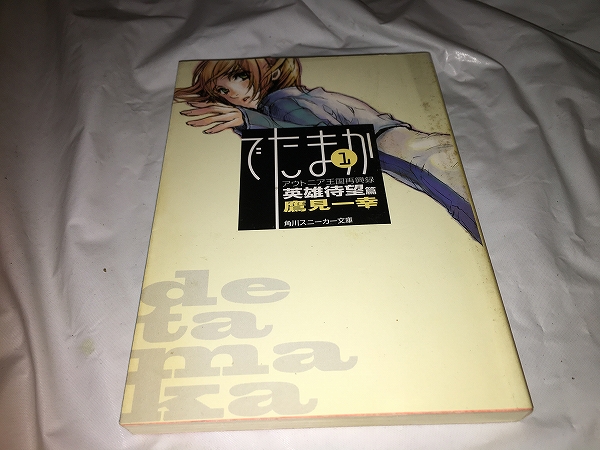 でたまか
1
アウトニア王国再興録
英雄待望篇
鷹見一幸
角川スニーカー文庫
de
ta
ma
ka